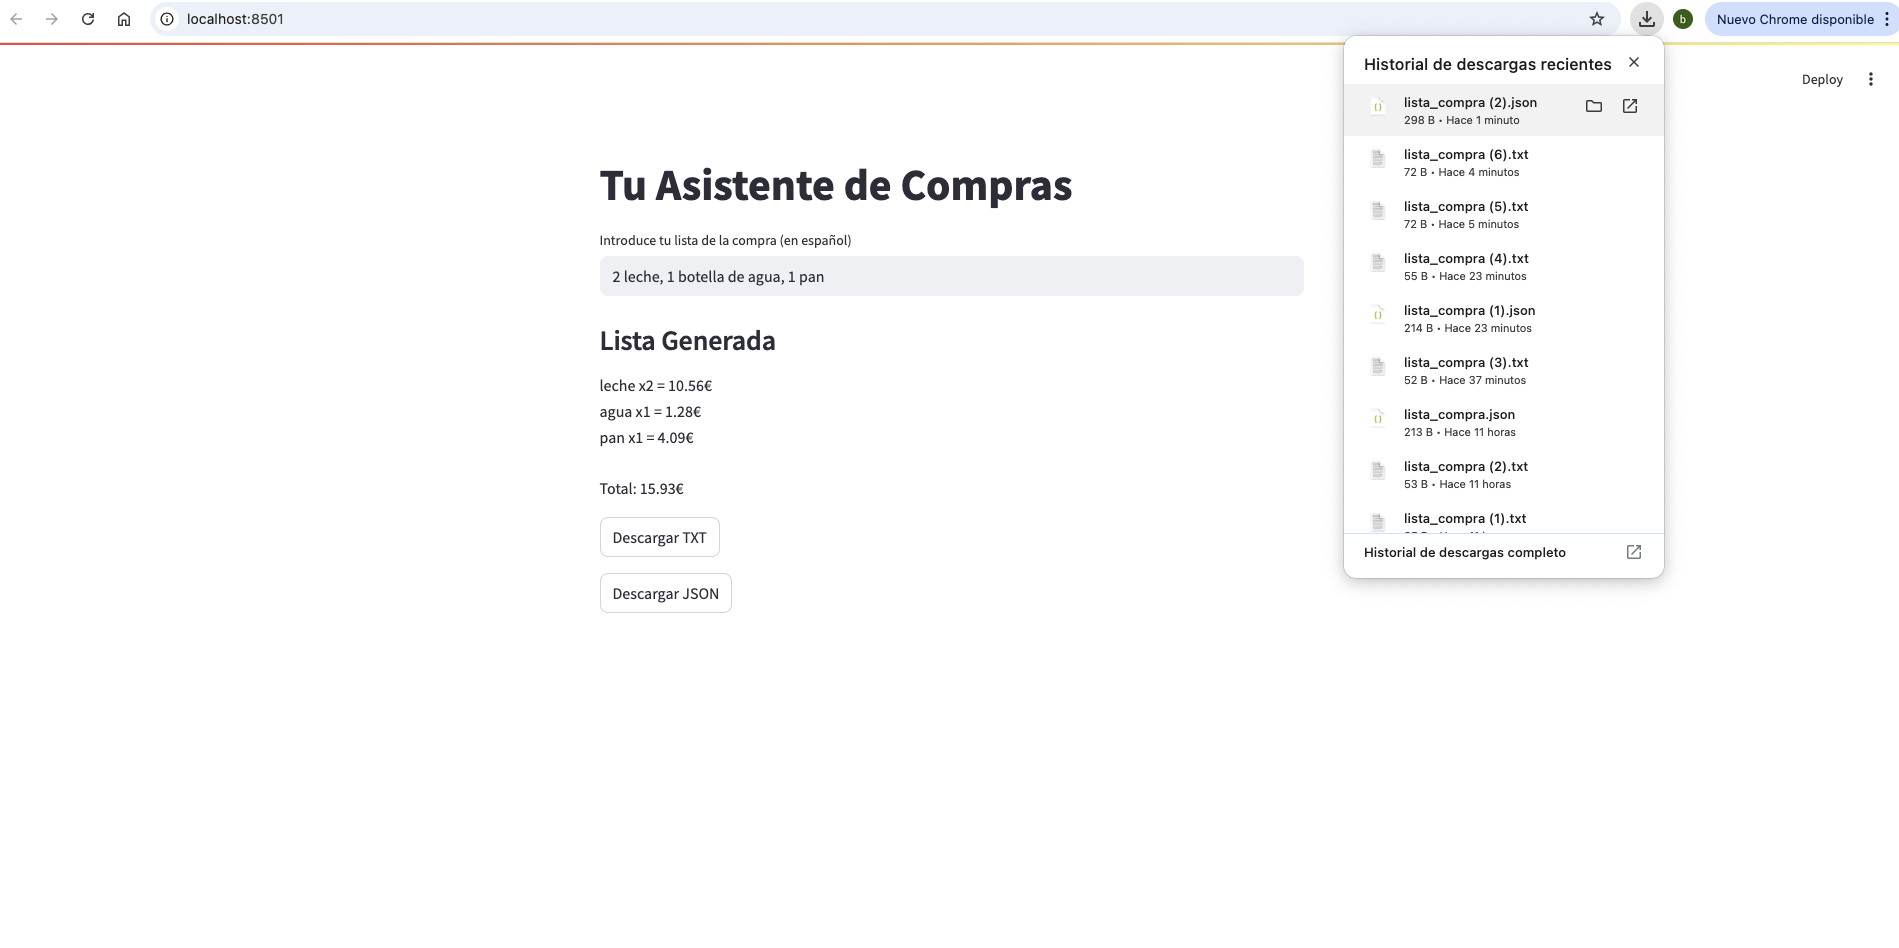 localhost:8501
b
Nuevo Chrome disponible
Historial de descargas recientes
lista_compra (2).json
298 B • Hace 1 minuto
lista_compra (6).txt
72 B • Hace 4 minutos
lista_compra (5).txt
72 B • Hace 5 minutos
lista_compra (4).txt
55 B • Hace 23 minutos
lista_compra (1).json
214 B • Hace 23 minutos
lista_compra (3).txt
52 B • Hace 37 minutos
lista_compra.json
213 B • Hace 11 horas
lista_compra (2).txt
53 B • Hace 11 horas
lista_compra (1).txt
Historial de descargas completo
Deploy
Tu Asistente de Compras
Introduce tu lista de la compra (en español)
2 leche, 1 botella de agua, 1 pan
Lista Generada
leche x2 = 10.56€
agua x1 = 1.28€
pan x1 = 4.09€
Total: 15.93€
Descargar TXT
Descargar JSON